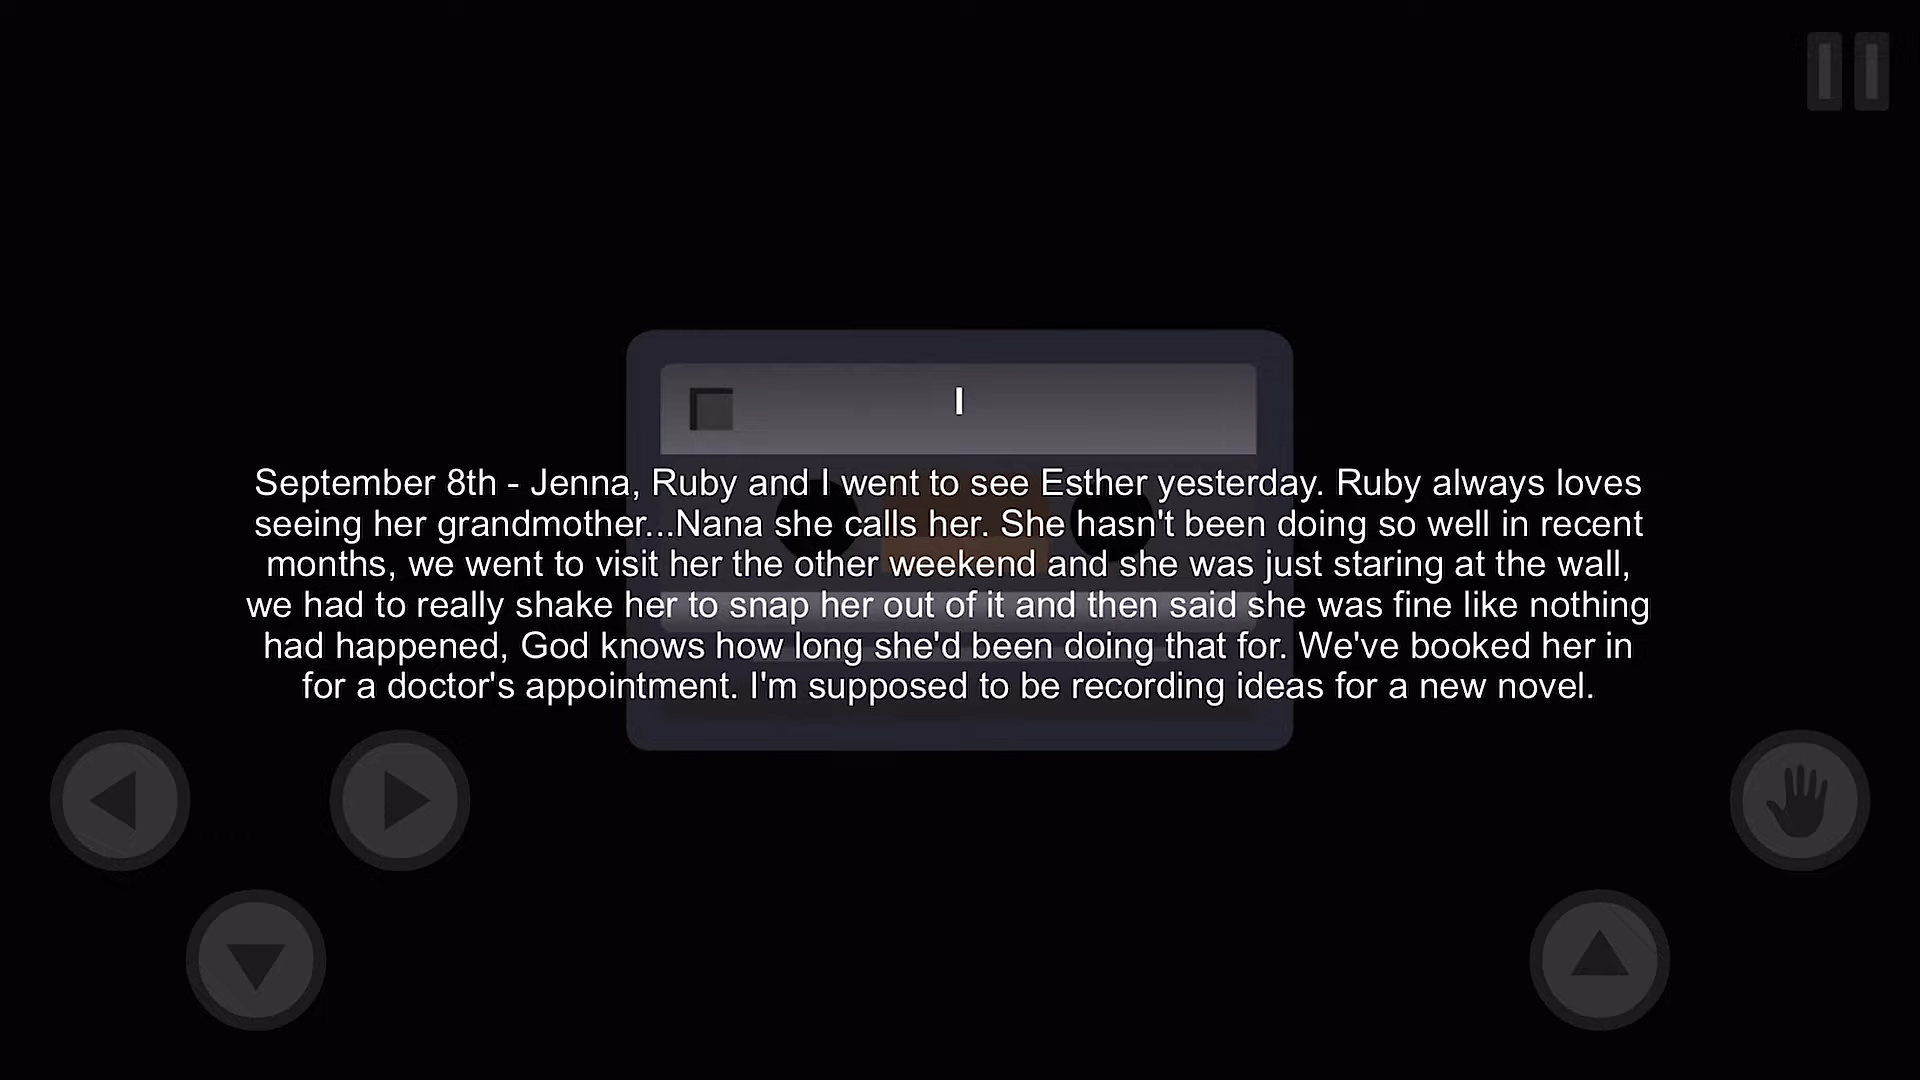 I
September 8th - Jenna, Ruby and I went to see Esther yesterday. Ruby always loves
seeing her grandmother...Nana she calls her. She hasn't been doing so well in recent
months, we went to visit her the other weekend and she was just staring at the wall,
we had to really shake her to snap her out of it and then said she was fine like nothing
had happened, God knows how long she'd been doing that for. We've booked her in
for a doctor's appointment. I'm supposed to be recording ideas for a new novel.